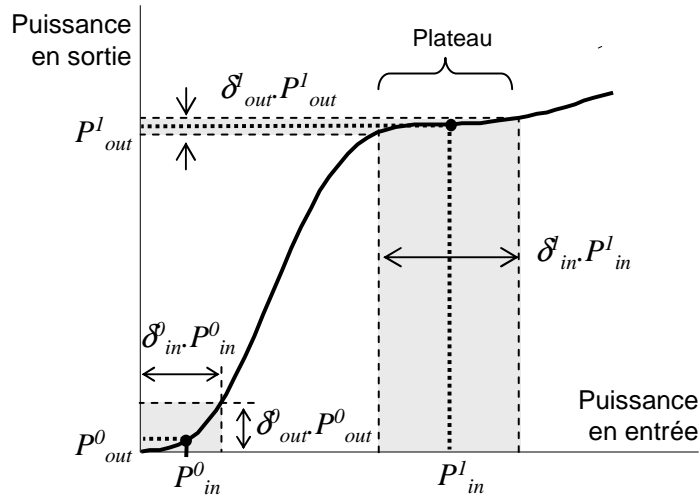 Puissance
en sortie
Plateau
δ¹out.P¹out
P¹out
δ¹in.P¹in
δ⁰in.P⁰in
Puissance
en entrée
δ⁰out.P⁰out
P⁰out
P⁰in
P¹in